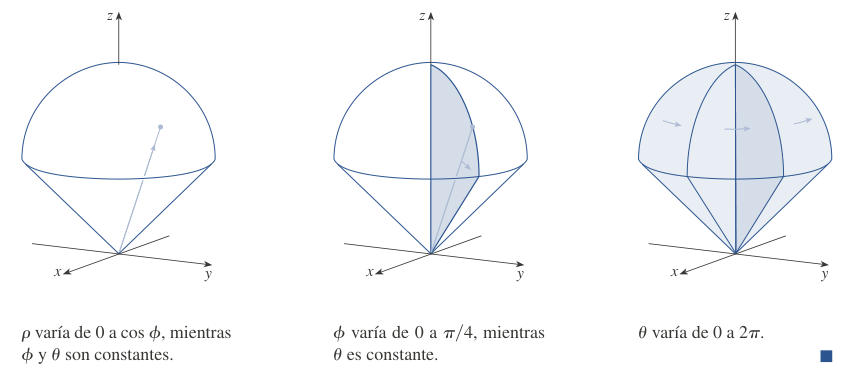 z
x
y
z
x
y
z
x
y
ρ varía de 0 a cos ϕ, mientras
ϕ y θ son constantes.
ϕ varía de 0 a π/4, mientras
θ es constante.
θ varía de 0 a 2π.